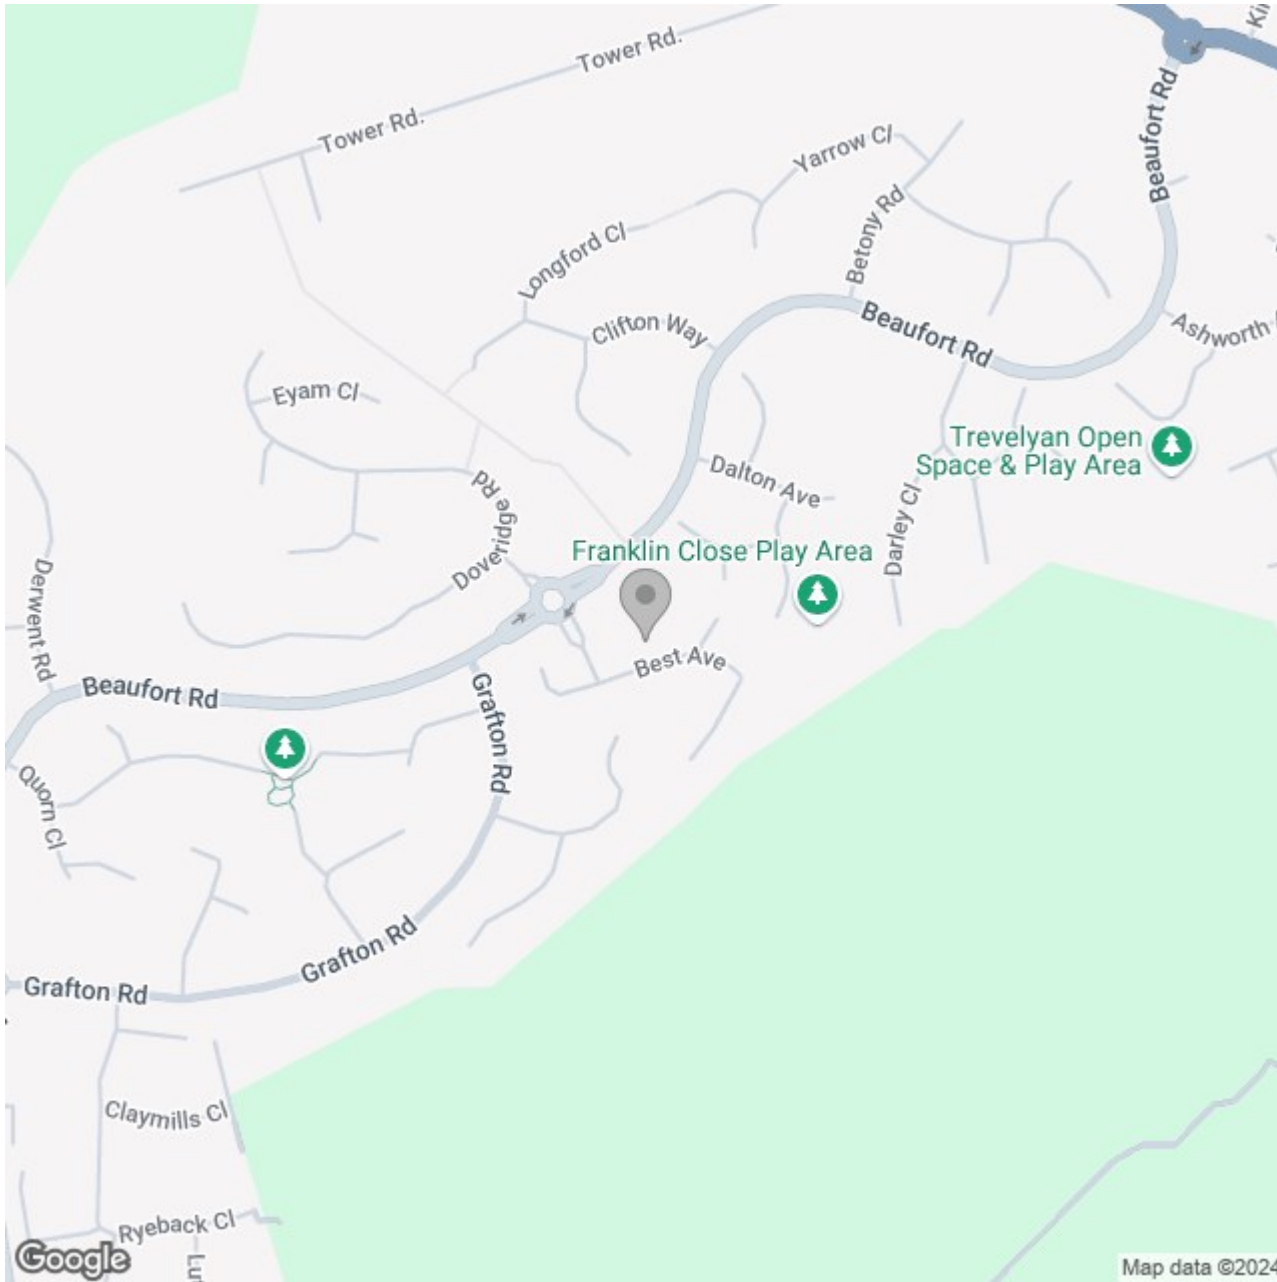 Tower Rd.
Tower Rd.
Yarrow Cl
Beaufort Rd
Betony Rd
Longford Cl
Clifton Way
Beaufort Rd
Ashworth
Eyam Cl
Trevelyan Open
Space & Play Area
Dalton Ave
Doveridge Rd
Darley Cl
Franklin Close Play Area
Derwent Rd
Best Ave
Beaufort Rd
Grafton Rd
Quorn Cl
Grafton Rd
Grafton Rd
Claymills Cl
Ryeback Cl
Google
Map data ©2024